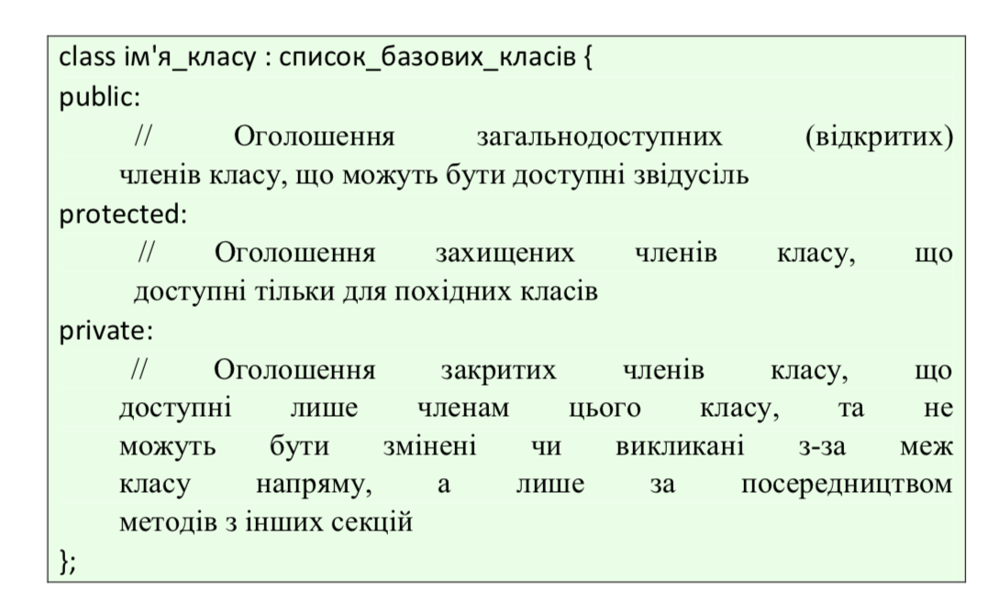 class ім'я_класу : список_базових_класів {
public:
// Оголошення загальнодоступних (відкритих)
членів класу, що можуть бути доступні звідусіль
protected:
// Оголошення захищених членів класу, що
доступні тільки для похідних класів
private:
// Оголошення закритих членів класу, що
доступні лише членам цього класу, та не
можуть бути змінені чи викликані з-за меж
класу напряму, а лише за посередництвом
методів з інших секцій
};